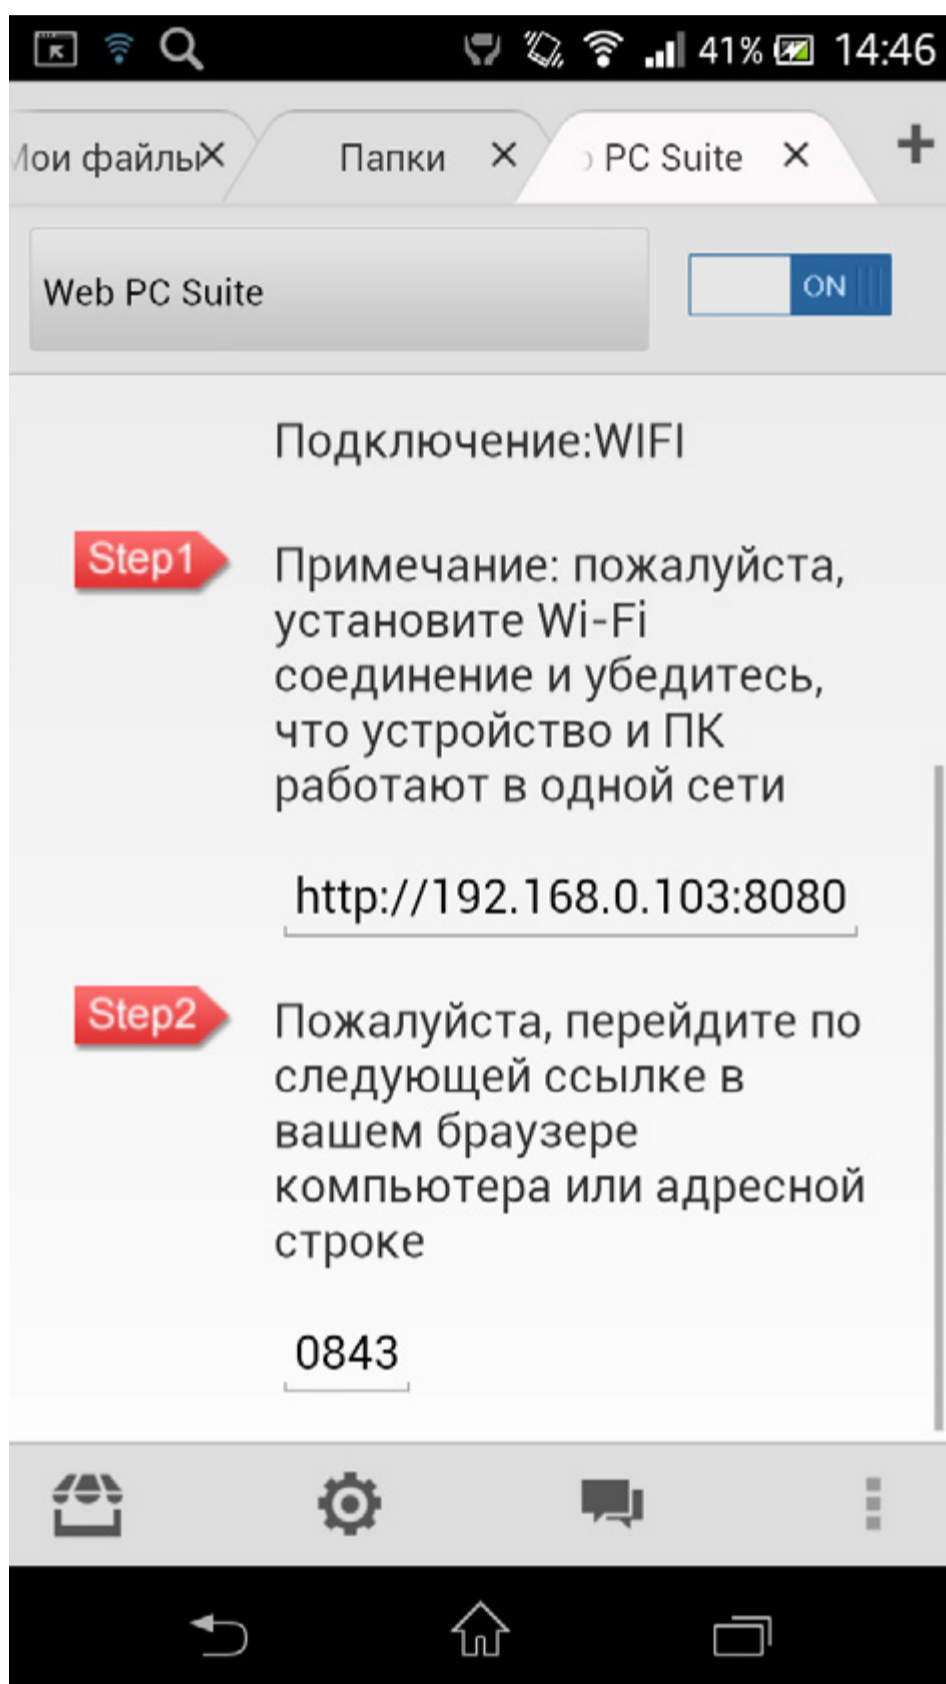 41% 14:46
Мои файлы Папки PC Suite
Web PC Suite
ON
Подключение:WIFI
Step1
Примечание: пожалуйста,
установите Wi-Fi
соединение и убедитесь,
что устройство и ПК
работают в одной сети
http://192.168.0.103:8080
Step2
Пожалуйста, перейдите по
следующей ссылке в
вашем браузере
компьютера или адресной
строке
0843